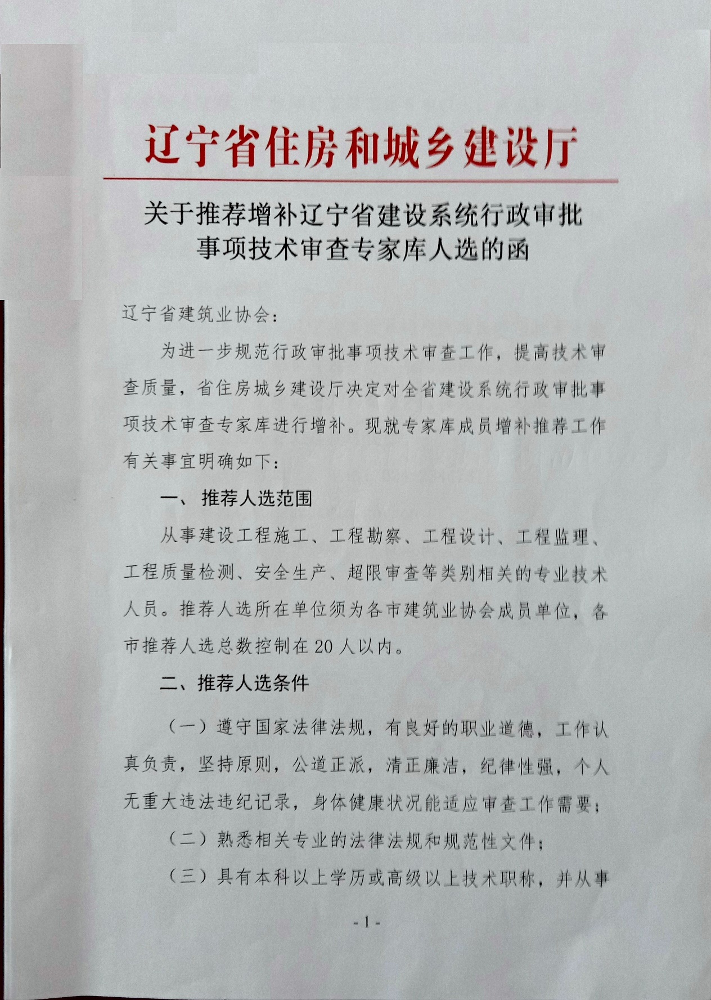 辽宁省住房和城乡建设厅
关于推荐增补辽宁省建设系统行政审批
事项技术审查专家库人选的函
辽宁省建筑业协会：
为进一步规范行政审批事项技术审查工作，提高技术审
查质量，省住房城乡建设厅决定对全省建设系统行政审批事
项技术审查专家库进行增补。现就专家库成员增补推荐工作
有关事宜明确如下：
一、 推荐人选范围
从事建设工程施工、工程勘察、工程设计、工程监理、
工程质量检测、安全生产、超限审查等类别相关的专业技术
人员。推荐人选所在单位须为各市建筑业协会成员单位，各
市推荐人选总数控制在 20 人以内。
二、推荐人选条件
（一）遵守国家法律法规，有良好的职业道德，工作认
真负责，坚持原则，公道正派，清正廉洁，纪律性强，个人
无重大违法违纪记录，身体健康状况能适应审查工作需要；
（二）熟悉相关专业的法律法规和规范性文件；
（三）具有本科以上学历或高级以上技术职称，并从事
- 1 -